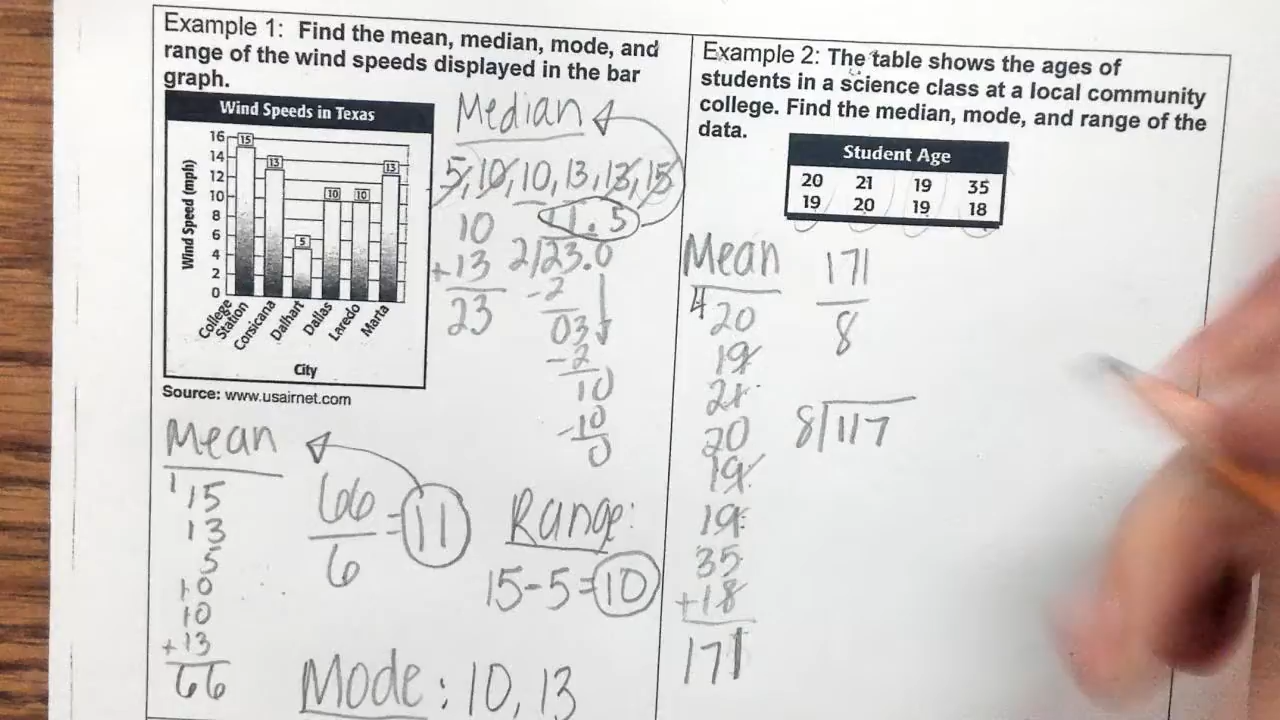 Example 1: Find the mean, median, mode, and
range of the wind speeds displayed in the bar
graph.
Wind Speeds in Texas
Wind Speed (mph)
16
14
12
10
8
6
4
2
0
15
13
5
10
10
13
College Station
Corsicana
Dalhart
Dallas
Laredo
Marfa
City
Source: www.usairnet.com
Median
5, 10, 10, 13, 13, 15
10
+13
23
11.5
2/23.0
-2
03
-2
10
-10
0
Mean
1
15
13
5
10
10
+13
66
66
6
=11
Range:
15-5=10
Mode: 10, 13
Example 2: The table shows the ages of
students in a science class at a local community
college. Find the median, mode, and range of the
data.
Student Age
20 21 19 35
19 20 19 18
Mean
4
20
19
21
20
19
19
35
+18
171
171
8
8/117